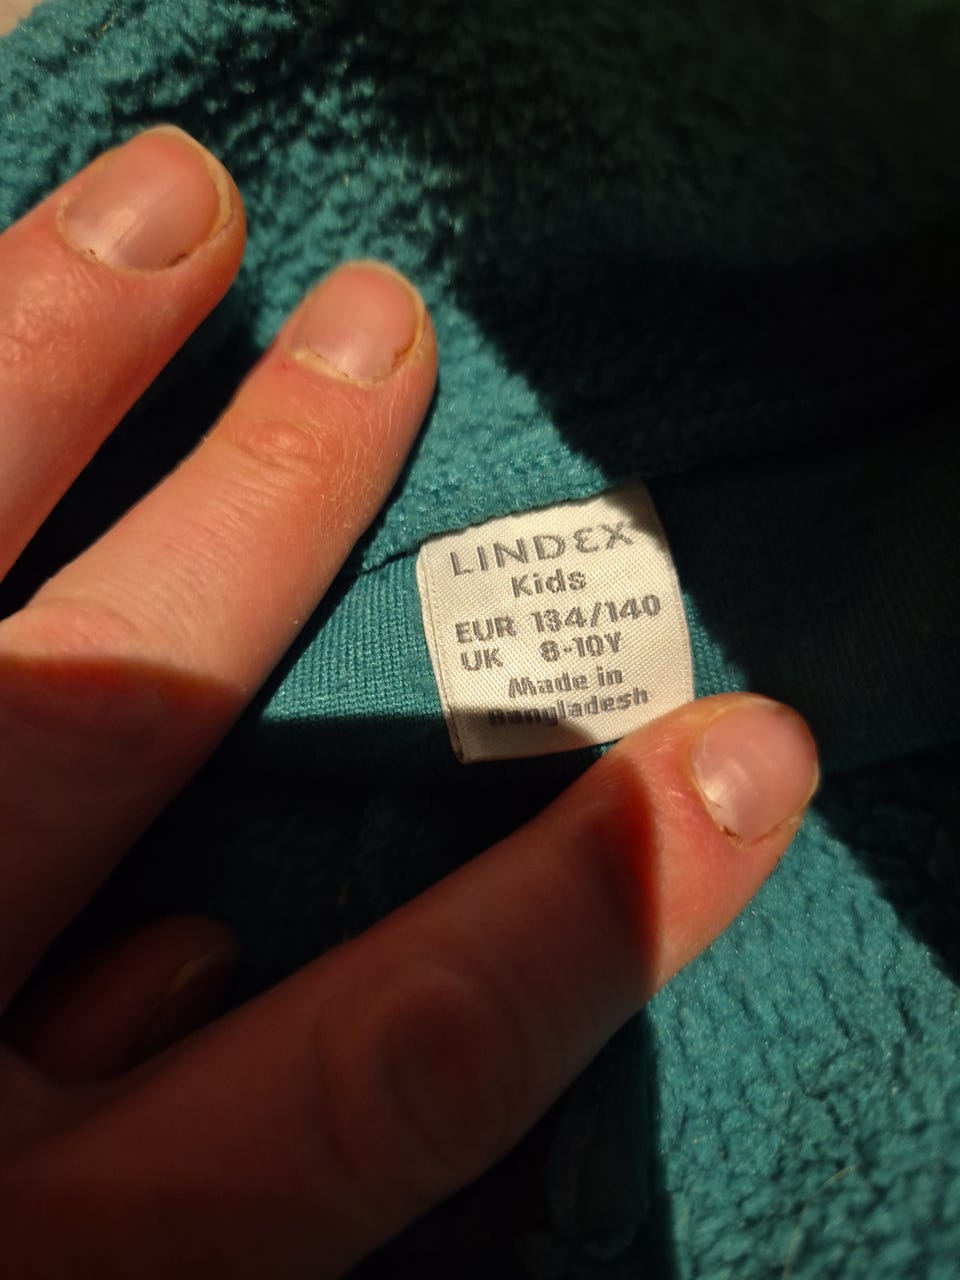 LINDEX
Kids
EUR 134/140
UK 8-10Y
Made in
Bangladesh